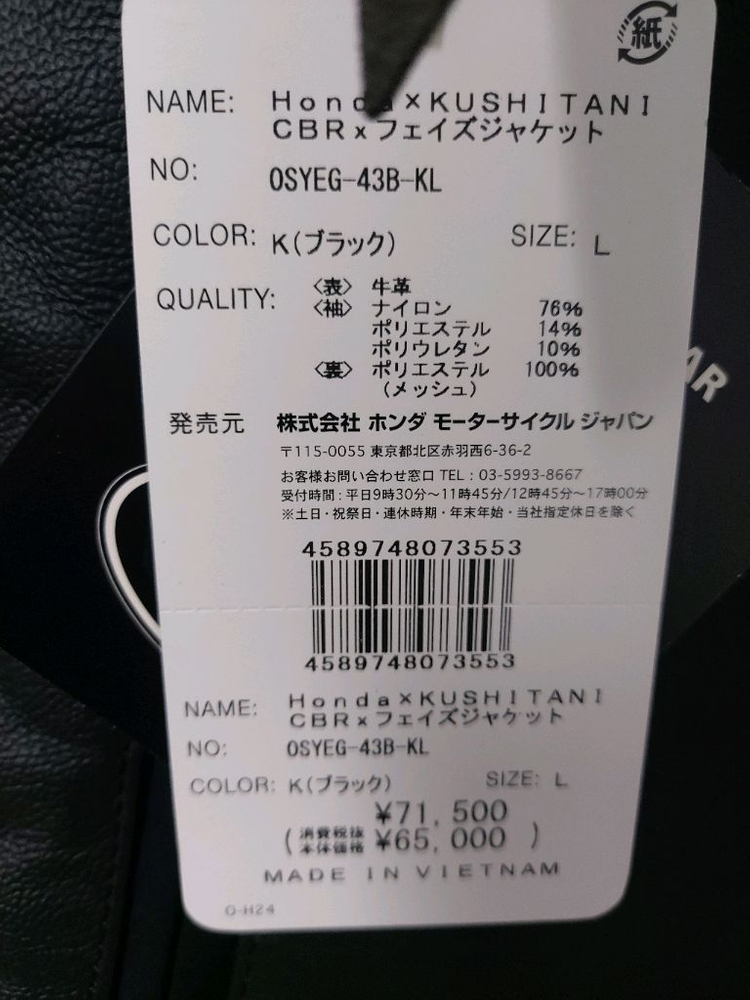 紙
NAME: Honda×KUSHITANI
CBR×フェイズジャケット
NO: 0SYEG-43B-KL
COLOR: K(ブラック) SIZE: L
QUALITY: 〈表〉 牛革
〈袖〉 ナイロン 76%
ポリエステル 14%
ポリウレタン 10%
〈裏〉 ポリエステル 100%
(メッシュ)
発売元 株式会社 ホンダ モーターサイクル ジャパン
〒115-0055 東京都北区赤羽西6-36-2
お客様お問い合わせ窓口 TEL : 03-5993-8667
受付時間 : 平日9時30分～11時45分/12時45分～17時00分
※土日・祝祭日・連休時期・年末年始・当社指定休日を除く
4589748073553
4589748073553
NAME: Honda×KUSHITANI
CBR×フェイズジャケット
NO: 0SYEG-43B-KL
COLOR: K(ブラック) SIZE: L
¥71,500
(消費税抜本体価格 ¥65,000 )
MADE IN VIETNAM
O-H24
AR